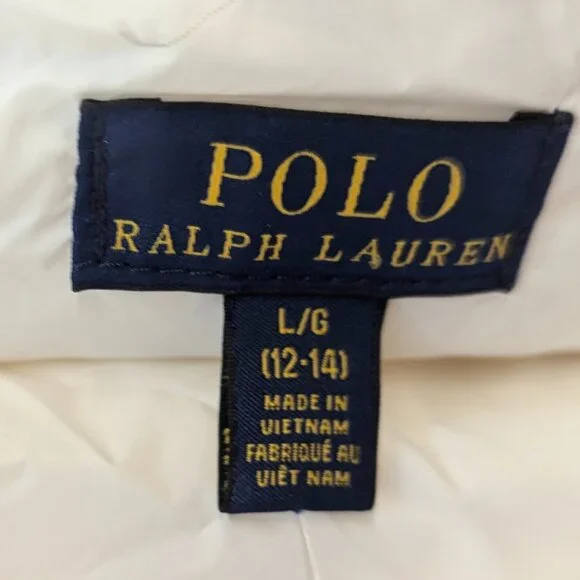 POLO
RALPH LAUREN
L/G
(12-14)
MADE IN
VIETNAM
FABRIQUÉ AU
VIÊT NAM